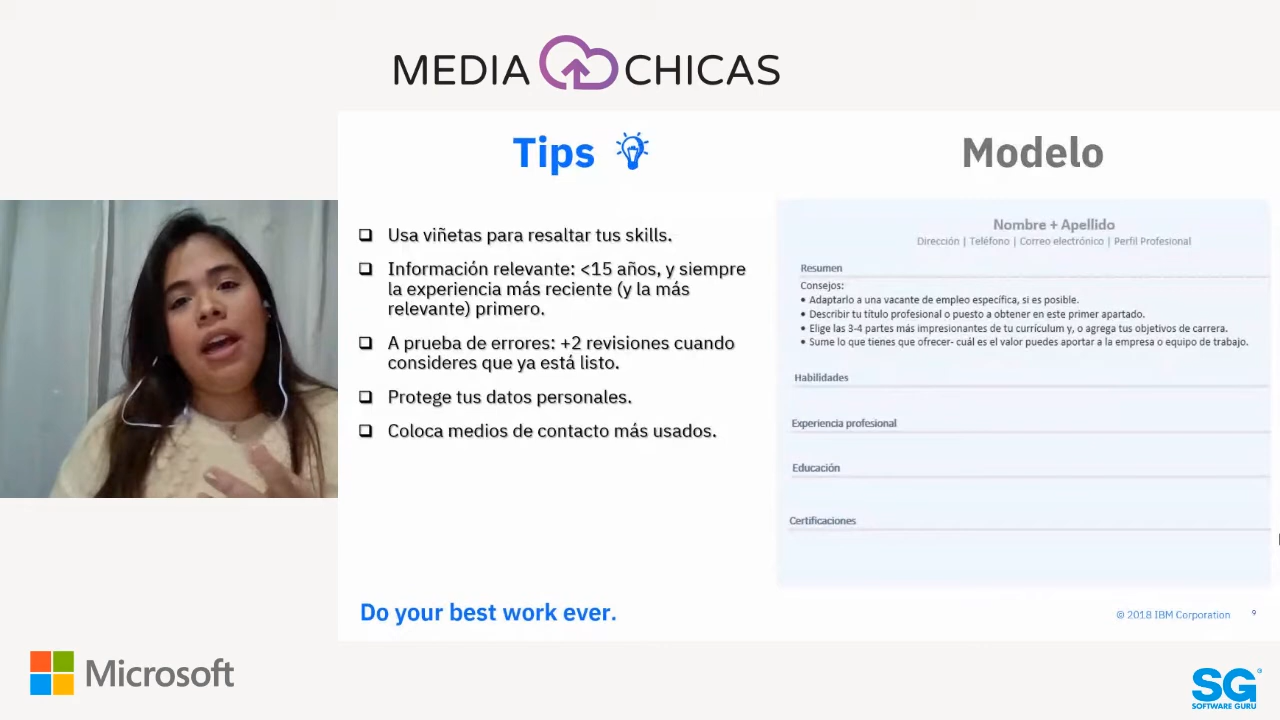 MEDIA CHICAS
Tips
Modelo
Usa viñetas para resaltar tus skills.
Información relevante: <15 años, y siempre
la experiencia más reciente (y la más
relevante) primero.
A prueba de errores: +2 revisiones cuando
consideres que ya está listo.
Protege tus datos personales.
Coloca medios de contacto más usados.
Nombre + Apellido
Dirección | Teléfono | Correo electrónico | Perfil Profesional
Resumen
Consejos:
• Adaptarlo a una vacante de empleo específica, si es posible.
• Describir tu título profesional o puesto a obtener en este primer apartado.
• Elige las 3-4 partes más impresionantes de tu currículum y, o agrega tus objetivos de carrera.
• Sume lo que tienes que ofrecer- cuál es el valor puedes aportar a la empresa o equipo de trabajo.
Habilidades
Experiencia profesional
Educación
Certificaciones
Do your best work ever.
© 2018 IBM Corporation 9
Microsoft
SG
SOFTWARE GURU